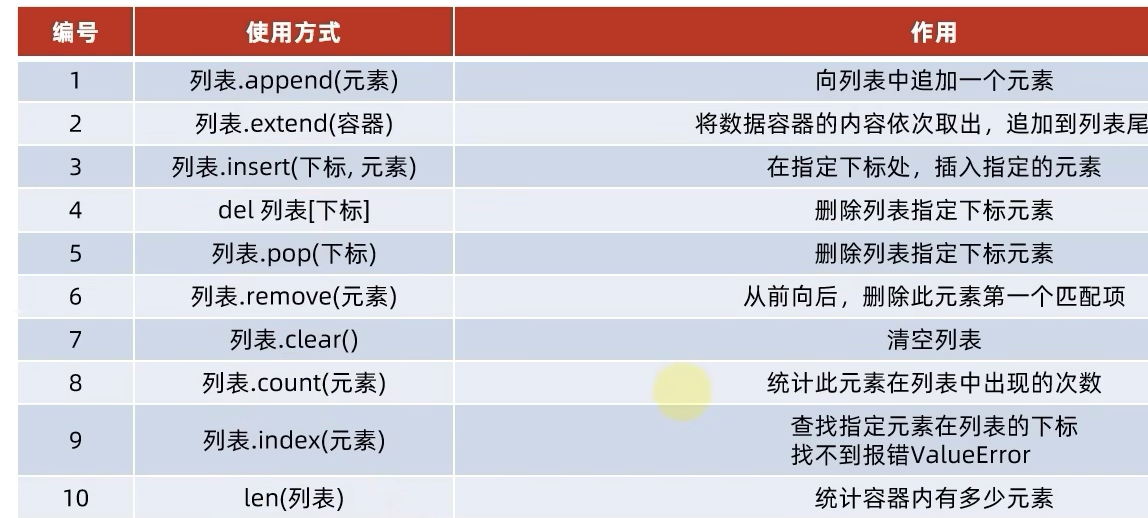 编号 使用方式 作用
1 列表.append(元素) 向列表中追加一个元素
2 列表.extend(容器) 将数据容器的内容依次取出，追加到列表尾
3 列表.insert(下标, 元素) 在指定下标处，插入指定的元素
4 del 列表[下标] 删除列表指定下标元素
5 列表.pop(下标) 删除列表指定下标元素
6 列表.remove(元素) 从前向后，删除此元素第一个匹配项
7 列表.clear() 清空列表
8 列表.count(元素) 统计此元素在列表中出现的次数
9 列表.index(元素) 查找指定元素在列表的下标
找不到报错ValueError
10 len(列表) 统计容器内有多少元素